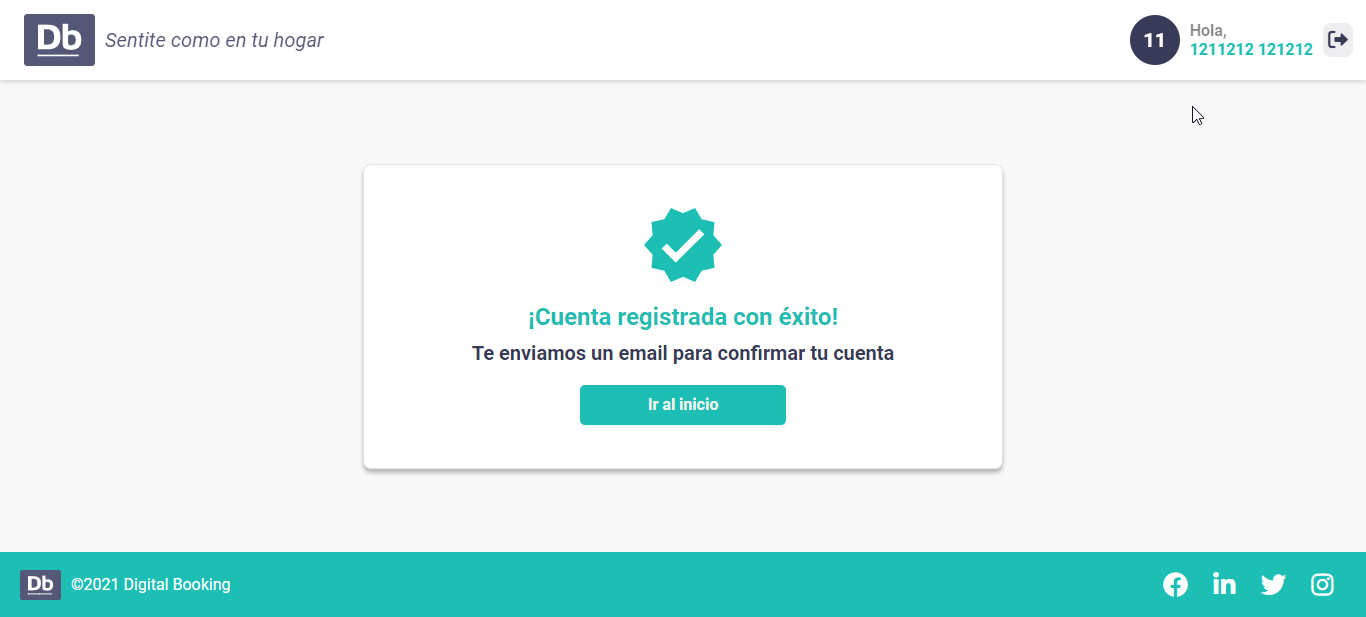 Db
Sentite como en tu hogar
11
Hola,
1211212 121212
¡Cuenta registrada con éxito!
Te enviamos un email para confirmar tu cuenta
Ir al inicio
Db
©2021 Digital Booking